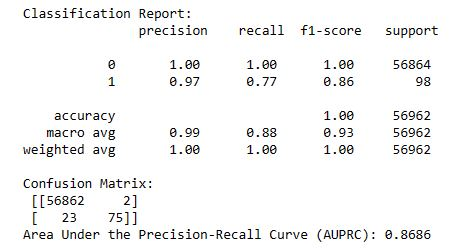 Classification Report:
precision recall f1-score support
0 1.00 1.00 1.00 56864
1 0.97 0.77 0.86 98
accuracy 1.00 56962
macro avg 0.99 0.88 0.93 56962
weighted avg 1.00 1.00 1.00 56962
Confusion Matrix:
[[56862 2]
[ 23 75]]
Area Under the Precision-Recall Curve (AUPRC): 0.8686